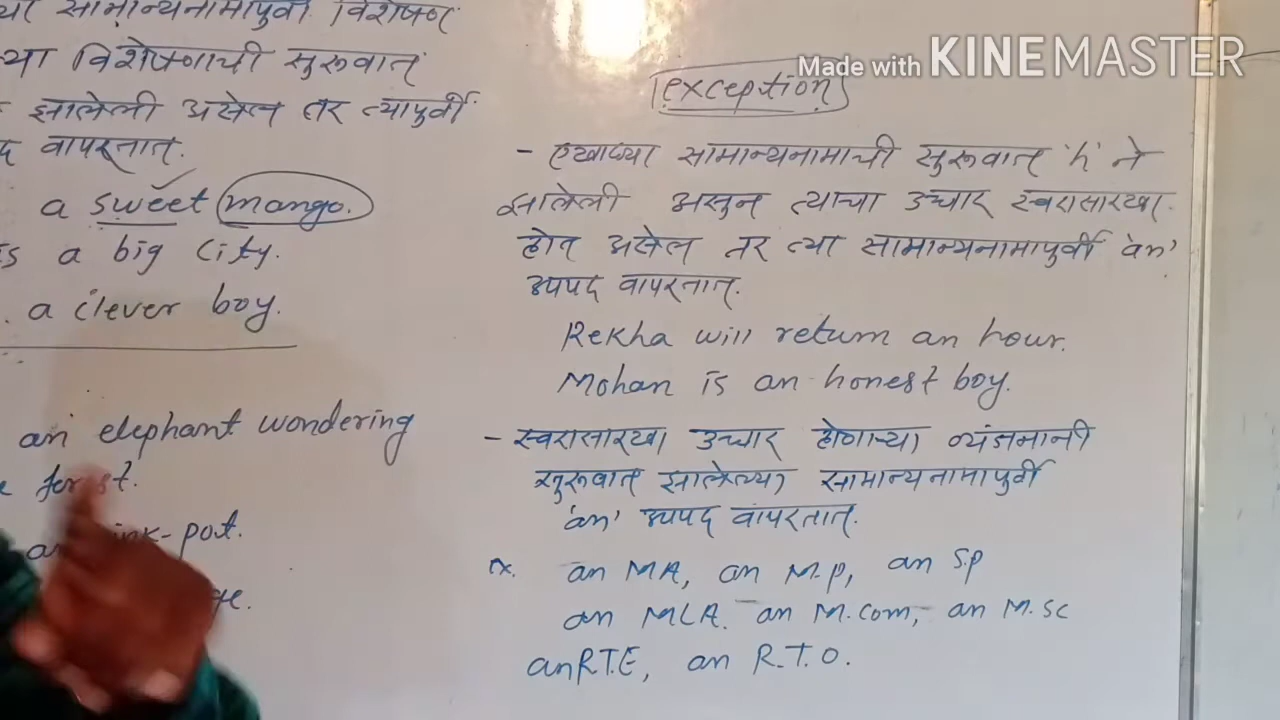 सामान्यनामापुर्वी विशेषण
त्या विशेषणाची सुरूवात
झालेली असेल तर त्यापुर्वी
वापरतात.
a sweet mango.
is a big city.
a clever boy.
an elephant wondering
forest.
ink-pot.
Made with KINEMASTER
exception
- एखाद्या सामान्यनामाची सुरूवात 'h' ने
झालेली असुन त्याचा उच्चार स्वरासारखा
होत असेल तर त्या सामान्यनामापुर्वी 'an'
उपपद वापरतात.
Rekha will return an hour.
Mohan is an honest boy.
- स्वरासारखा उच्चार होणाऱ्या व्यंजनानी
सुरूवात झालेल्या सामान्यनामापुर्वी
'an' उपपद वापरतात.
ex. an MA, an M.p, an S.p
an MLA. an M.com, an M.sc
an R.T.E, an R.T.O.